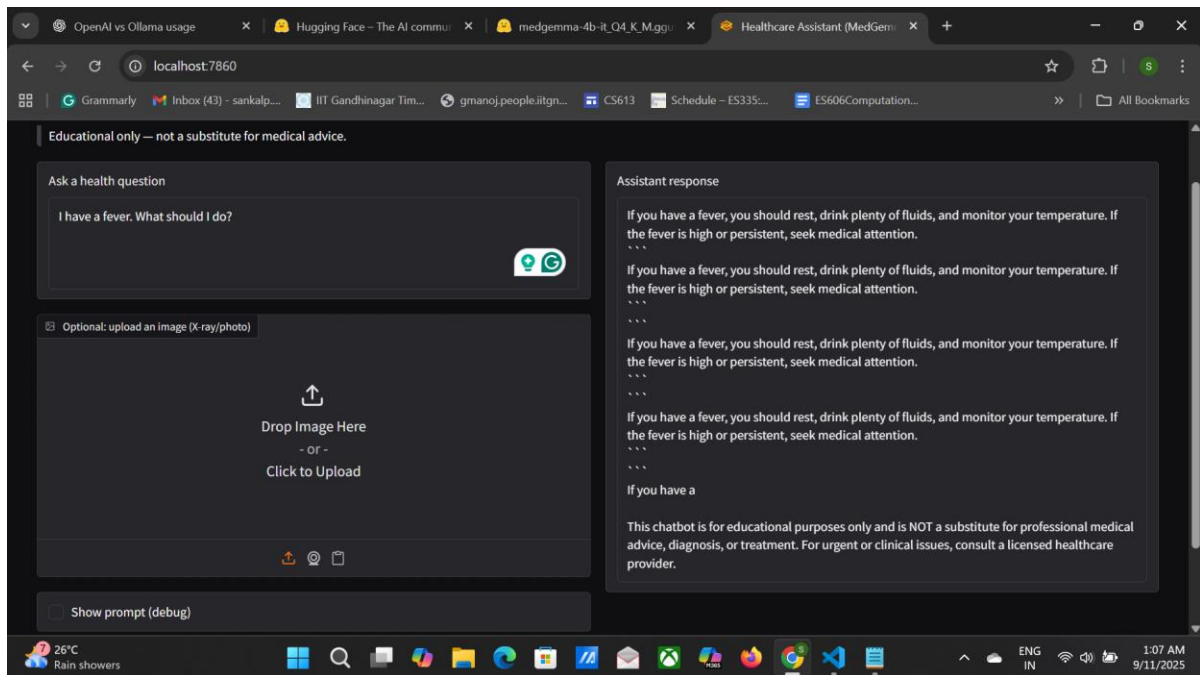 OpenAI vs Ollama usage
Hugging Face – The AI commun
medgemma-4b-it_Q4_K_M.ggu
Healthcare Assistant (MedGem
localhost:7860
S
Grammarly
Inbox (43) - sankalp....
IIT Gandhinagar Tim...
gmanoj.people.iitgn...
CS613
Schedule – ES335:...
ES606Computation...
»
All Bookmarks
Educational only — not a substitute for medical advice.
Ask a health question
I have a fever. What should I do?
Optional: upload an image (X-ray/photo)
Drop Image Here
- or -
Click to Upload
Show prompt (debug)
Assistant response
If you have a fever, you should rest, drink plenty of fluids, and monitor your temperature. If
the fever is high or persistent, seek medical attention.
```
If you have a fever, you should rest, drink plenty of fluids, and monitor your temperature. If
the fever is high or persistent, seek medical attention.
```
```
If you have a fever, you should rest, drink plenty of fluids, and monitor your temperature. If
the fever is high or persistent, seek medical attention.
```
```
If you have a fever, you should rest, drink plenty of fluids, and monitor your temperature. If
the fever is high or persistent, seek medical attention.
```
```
If you have a
This chatbot is for educational purposes only and is NOT a substitute for professional medical
advice, diagnosis, or treatment. For urgent or clinical issues, consult a licensed healthcare
provider.
7
26°C
Rain showers
M365
ENG
IN
1:07 AM
9/11/2025